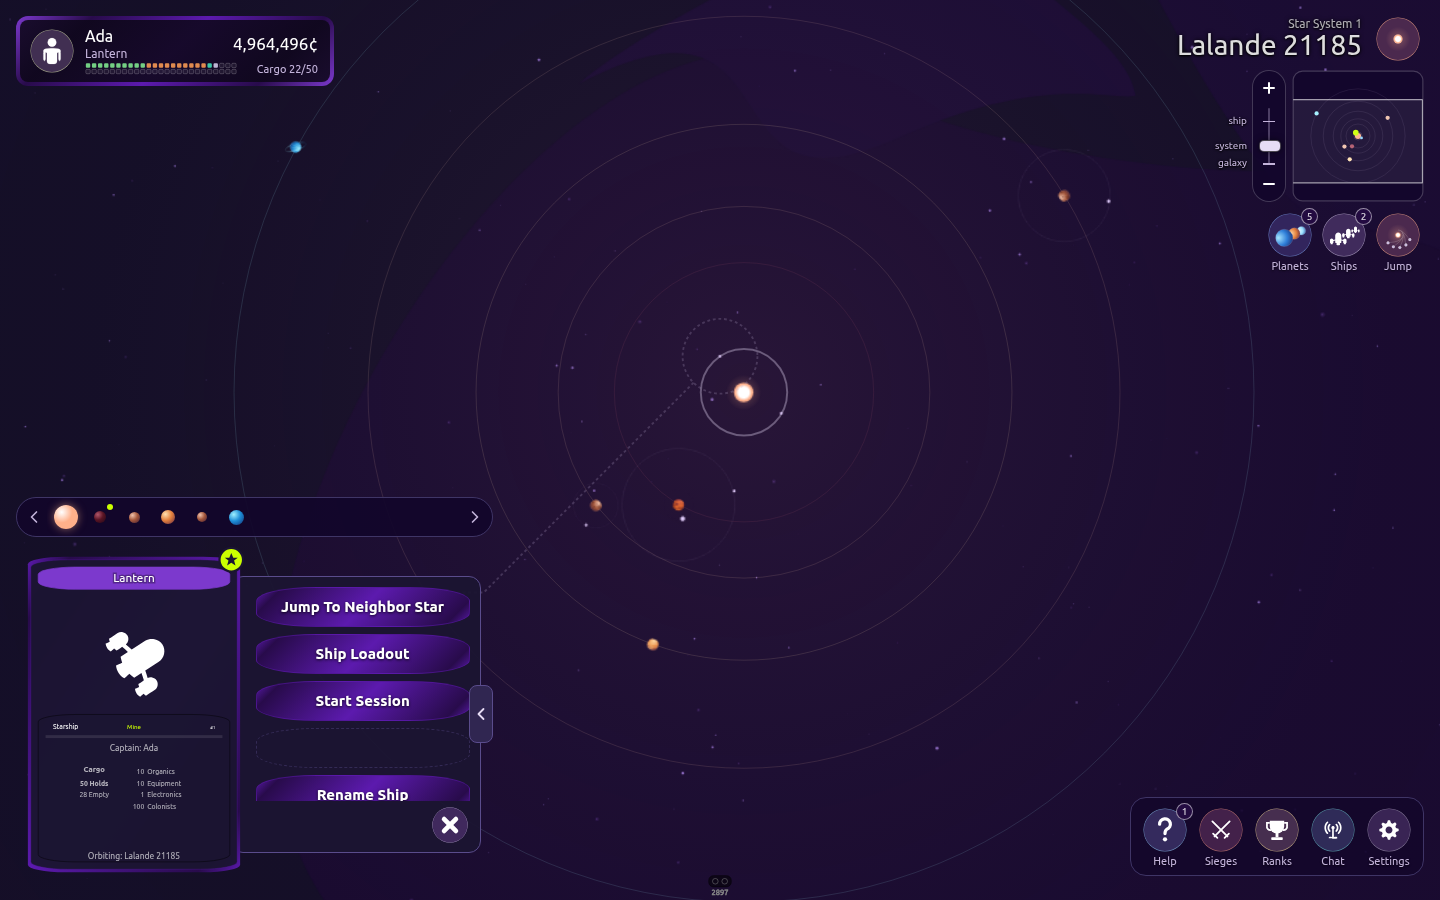 Ada
Lantern
4,964,496¢
Cargo 22/50
Star System 1
Lalande 21185
ship
system
galaxy
5
2
Planets
Ships
Jump
Lantern
Starship
Mine
#1
Captain: Ada
Cargo
50 Holds
28 Empty
10 Organics
10 Equipment
1 Electronics
100 Colonists
Orbiting: Lalande 21185
Jump To Neighbor Star
Ship Loadout
Start Session
Rename Ship
1
Help
Sieges
Ranks
Chat
Settings
2897